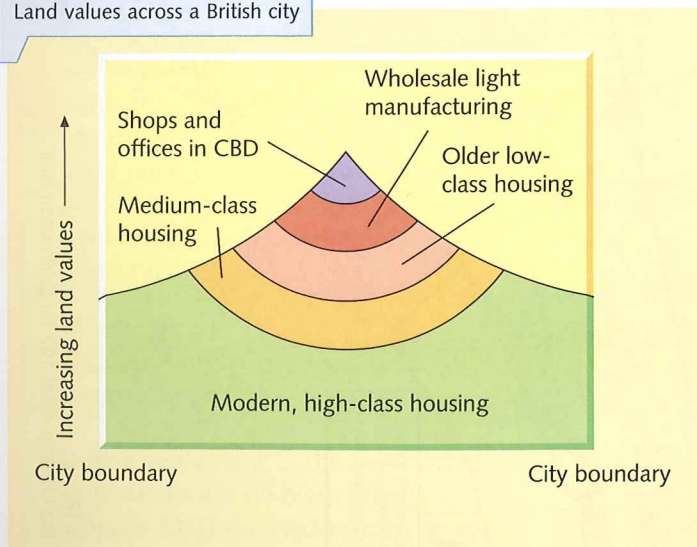 Land values across a British city
Wholesale light
manufacturing
Shops and
offices in CBD
Older low-
class housing
Medium-class
housing
Increasing land values
Modern, high-class housing
City boundary
City boundary